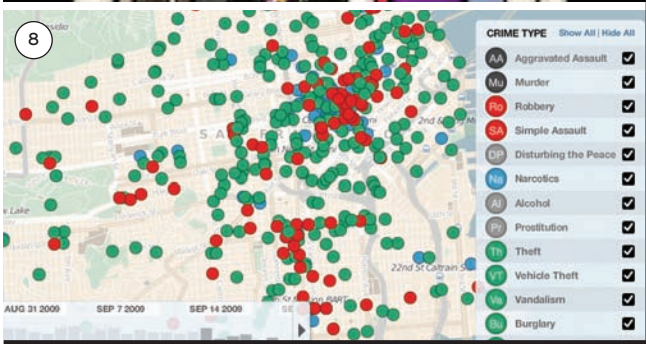 8
CRIME TYPE Show All | Hide All
AA Aggravated Assault
Mu Murder
Ro Robbery
SA Simple Assault
DP Disturbing the Peace
Na Narcotics
Al Alcohol
Pr Prostitution
Th Theft
VT Vehicle Theft
Va Vandalism
Bu Burglary
22nd St Caltrain
AUG 31 2009 SEP 7 2009 SEP 14 2009